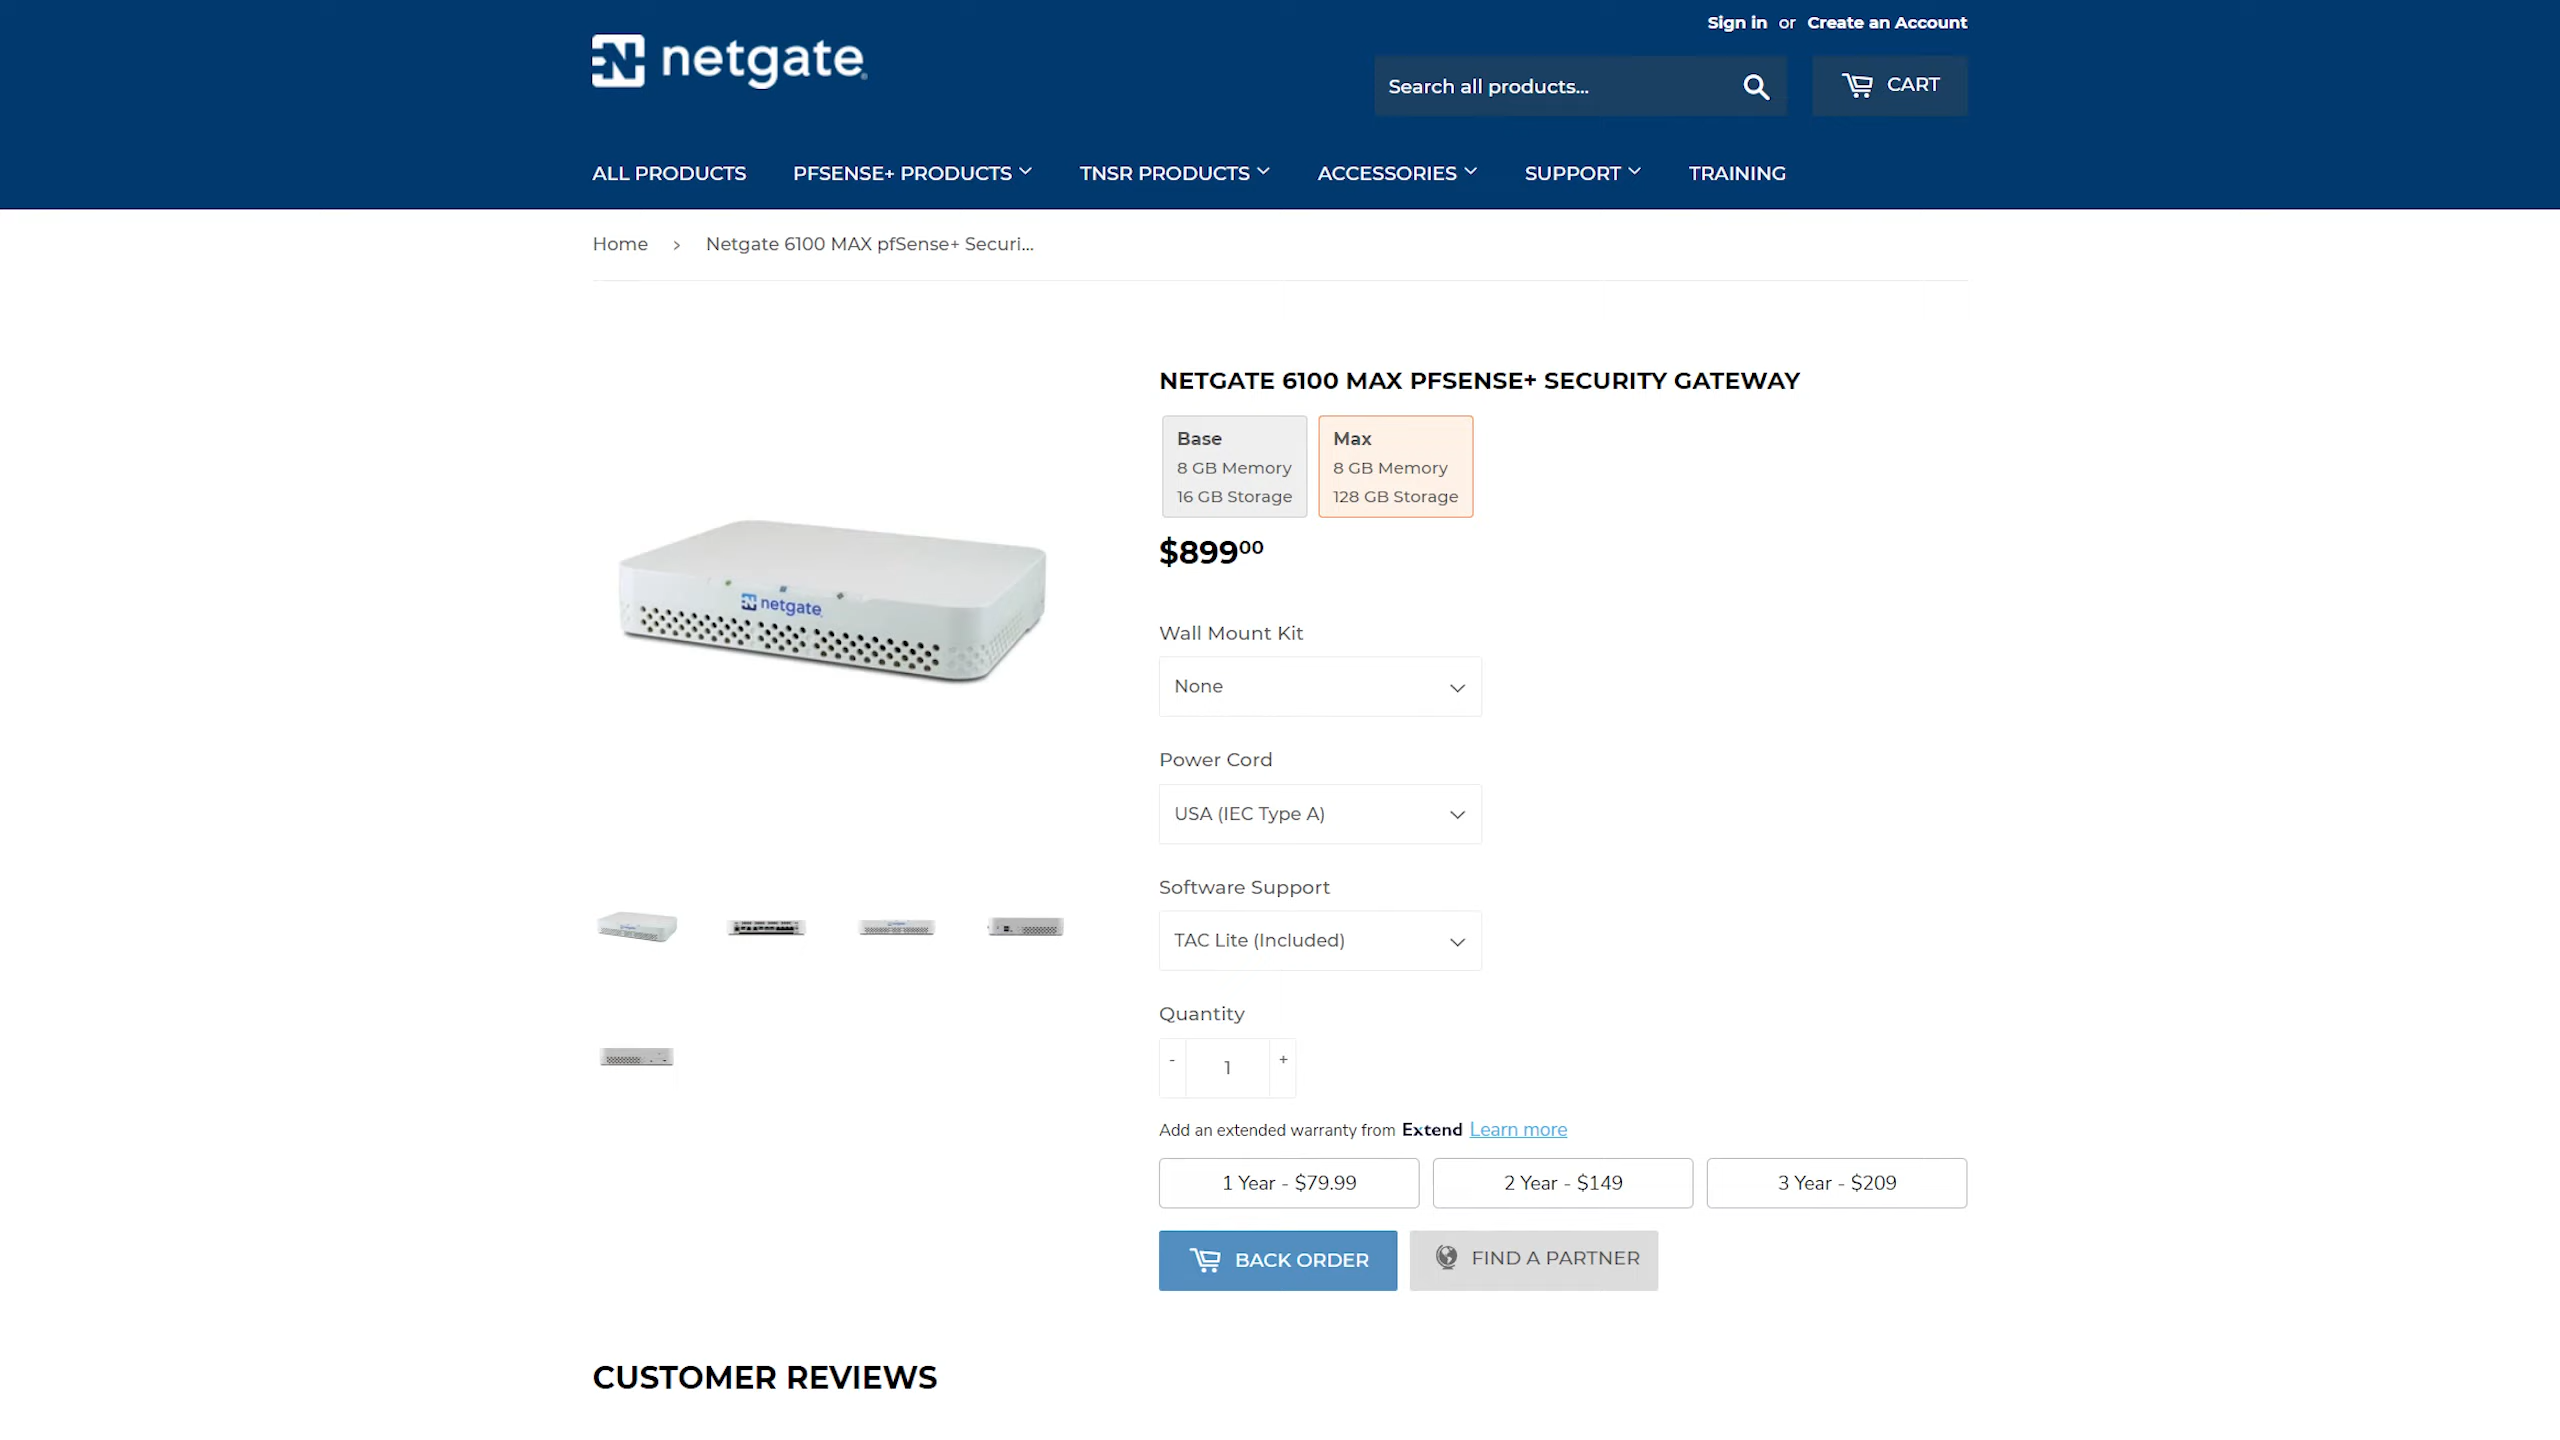 Sign in or Create an Account
netgate
Search all products...
CART
ALL PRODUCTS
PFSENSE+ PRODUCTS
TNSR PRODUCTS
ACCESSORIES
SUPPORT
TRAINING
Home › Netgate 6100 MAX pfSense+ Securi...
NETGATE 6100 MAX PFSENSE+ SECURITY GATEWAY
Base
8 GB Memory
16 GB Storage
Max
8 GB Memory
128 GB Storage
$899⁰⁰
netgate
Wall Mount Kit
None
Power Cord
USA (IEC Type A)
Software Support
TAC Lite (Included)
Quantity
- 1 +
Add an extended warranty from Extend Learn more
1 Year - $79.99
2 Year - $149
3 Year - $209
BACK ORDER
FIND A PARTNER
CUSTOMER REVIEWS